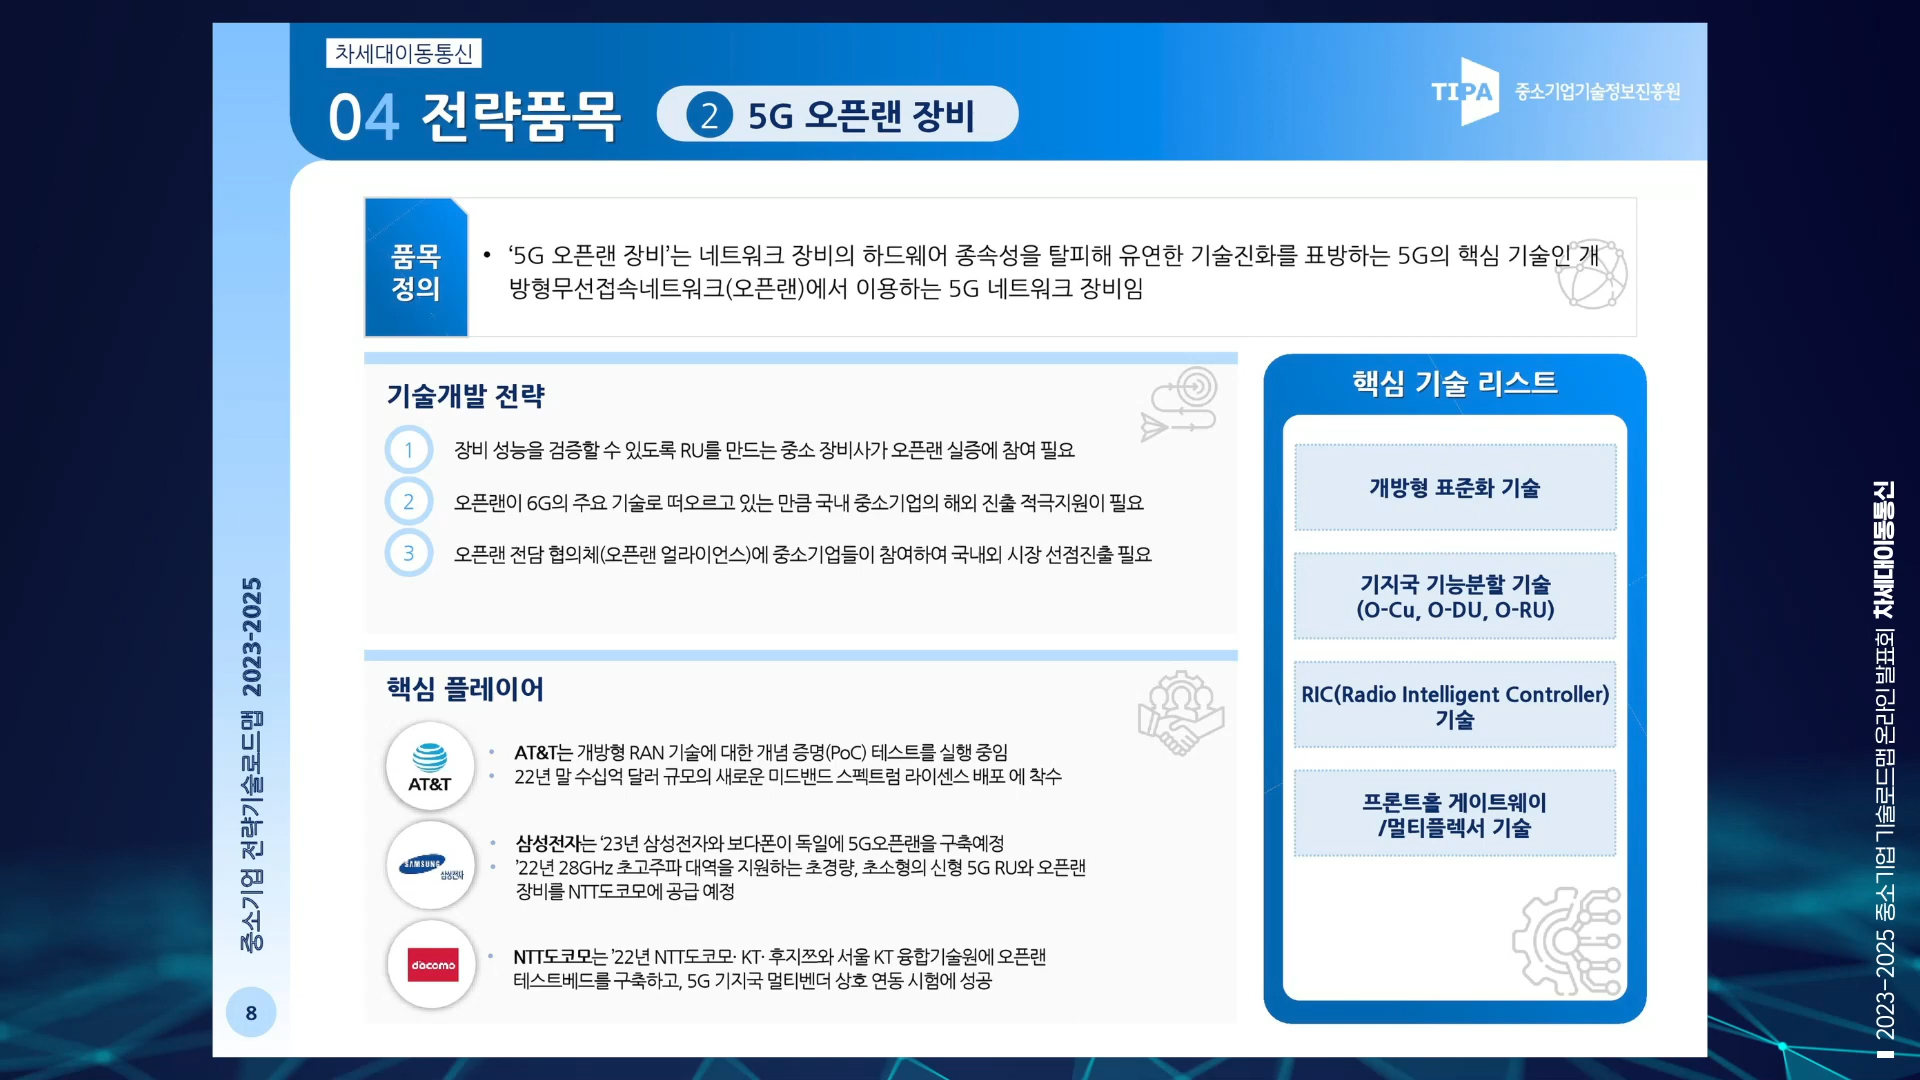 차세대이동통신
04 전략품목
2 5G 오픈랜 장비
TIPA 중소기업기술정보진흥원
품목
정의
• ‘5G 오픈랜 장비’는 네트워크 장비의 하드웨어 종속성을 탈피해 유연한 기술진화를 표방하는 5G의 핵심 기술인 개
방형무선접속네트워크(오픈랜)에서 이용하는 5G 네트워크 장비임
기술개발 전략
1 장비 성능을 검증할 수 있도록 RU를 만드는 중소 장비사가 오픈랜 실증에 참여 필요
2 오픈랜이 6G의 주요 기술로 떠오르고 있는 만큼 국내 중소기업의 해외 진출 적극지원이 필요
3 오픈랜 전담 협의체(오픈랜 얼라이언스)에 중소기업들이 참여하여 국내외 시장 선점진출 필요
핵심 플레이어
AT&T
• AT&T는 개방형 RAN 기술에 대한 개념 증명(PoC) 테스트를 실행 중임
• 22년 말 수십억 달러 규모의 새로운 미드밴드 스펙트럼 라이센스 배포 에 착수
SAMSUNG
삼성전자
• 삼성전자는 ‘23년 삼성전자와 보다폰이 독일에 5G오픈랜을 구축예정
• ’22년 28GHz 초고주파 대역을 지원하는 초경량, 초소형의 신형 5G RU와 오픈랜
장비를 NTT도코모에 공급 예정
döcomo
• NTT도코모는 ’22년 NTT도코모· KT· 후지쯔와 서울 KT 융합기술원에 오픈랜
테스트베드를 구축하고, 5G 기지국 멀티벤더 상호 연동 시험에 성공
핵심 기술 리스트
개방형 표준화 기술
기지국 기능분할 기술
(O-Cu, O-DU, O-RU)
RIC(Radio Intelligent Controller)
기술
프론트홀 게이트웨이
/멀티플렉서 기술
중소기업 전략기술로드맵 2023-2025
8
2023-2025 중소기업 기술로드맵 온라인 발표회 차세대이동통신